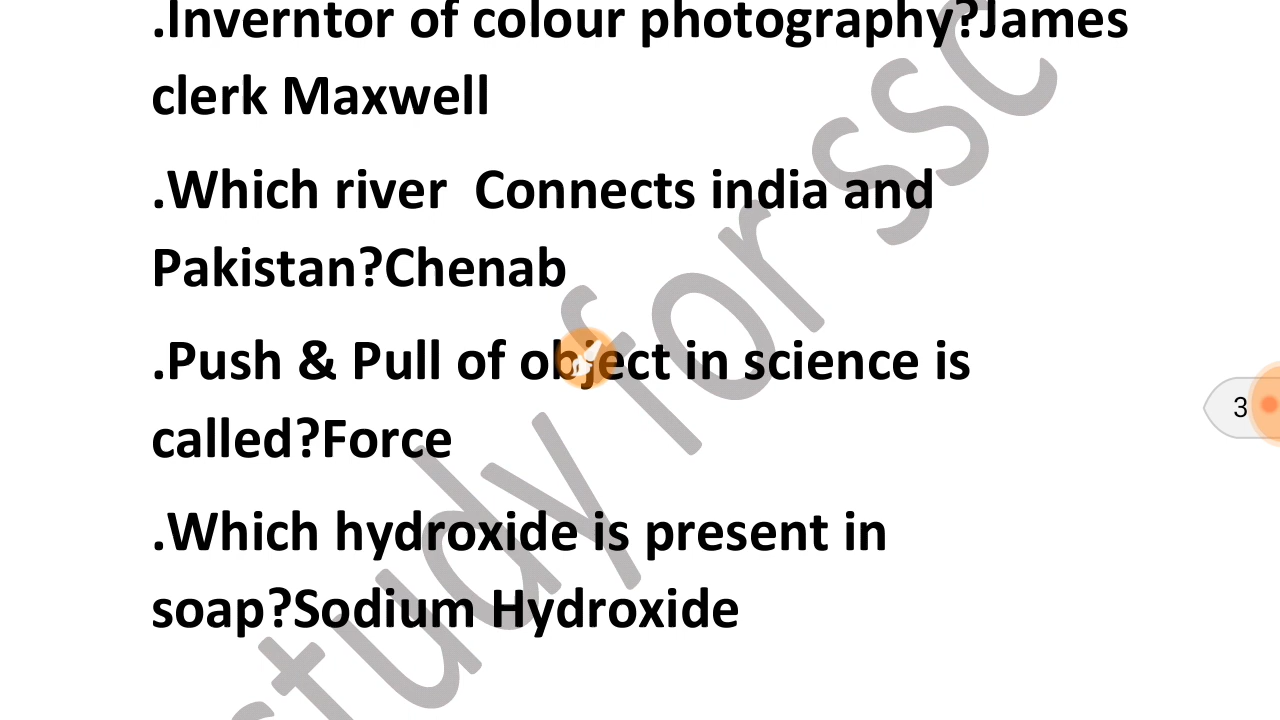 .Inverntor of colour photography?James
clerk Maxwell
.Which river  Connects india and
Pakistan?Chenab
.Push & Pull of object in science is
called?Force
3
.Which hydroxide is present in
soap?Sodium Hydroxide
study for ssc